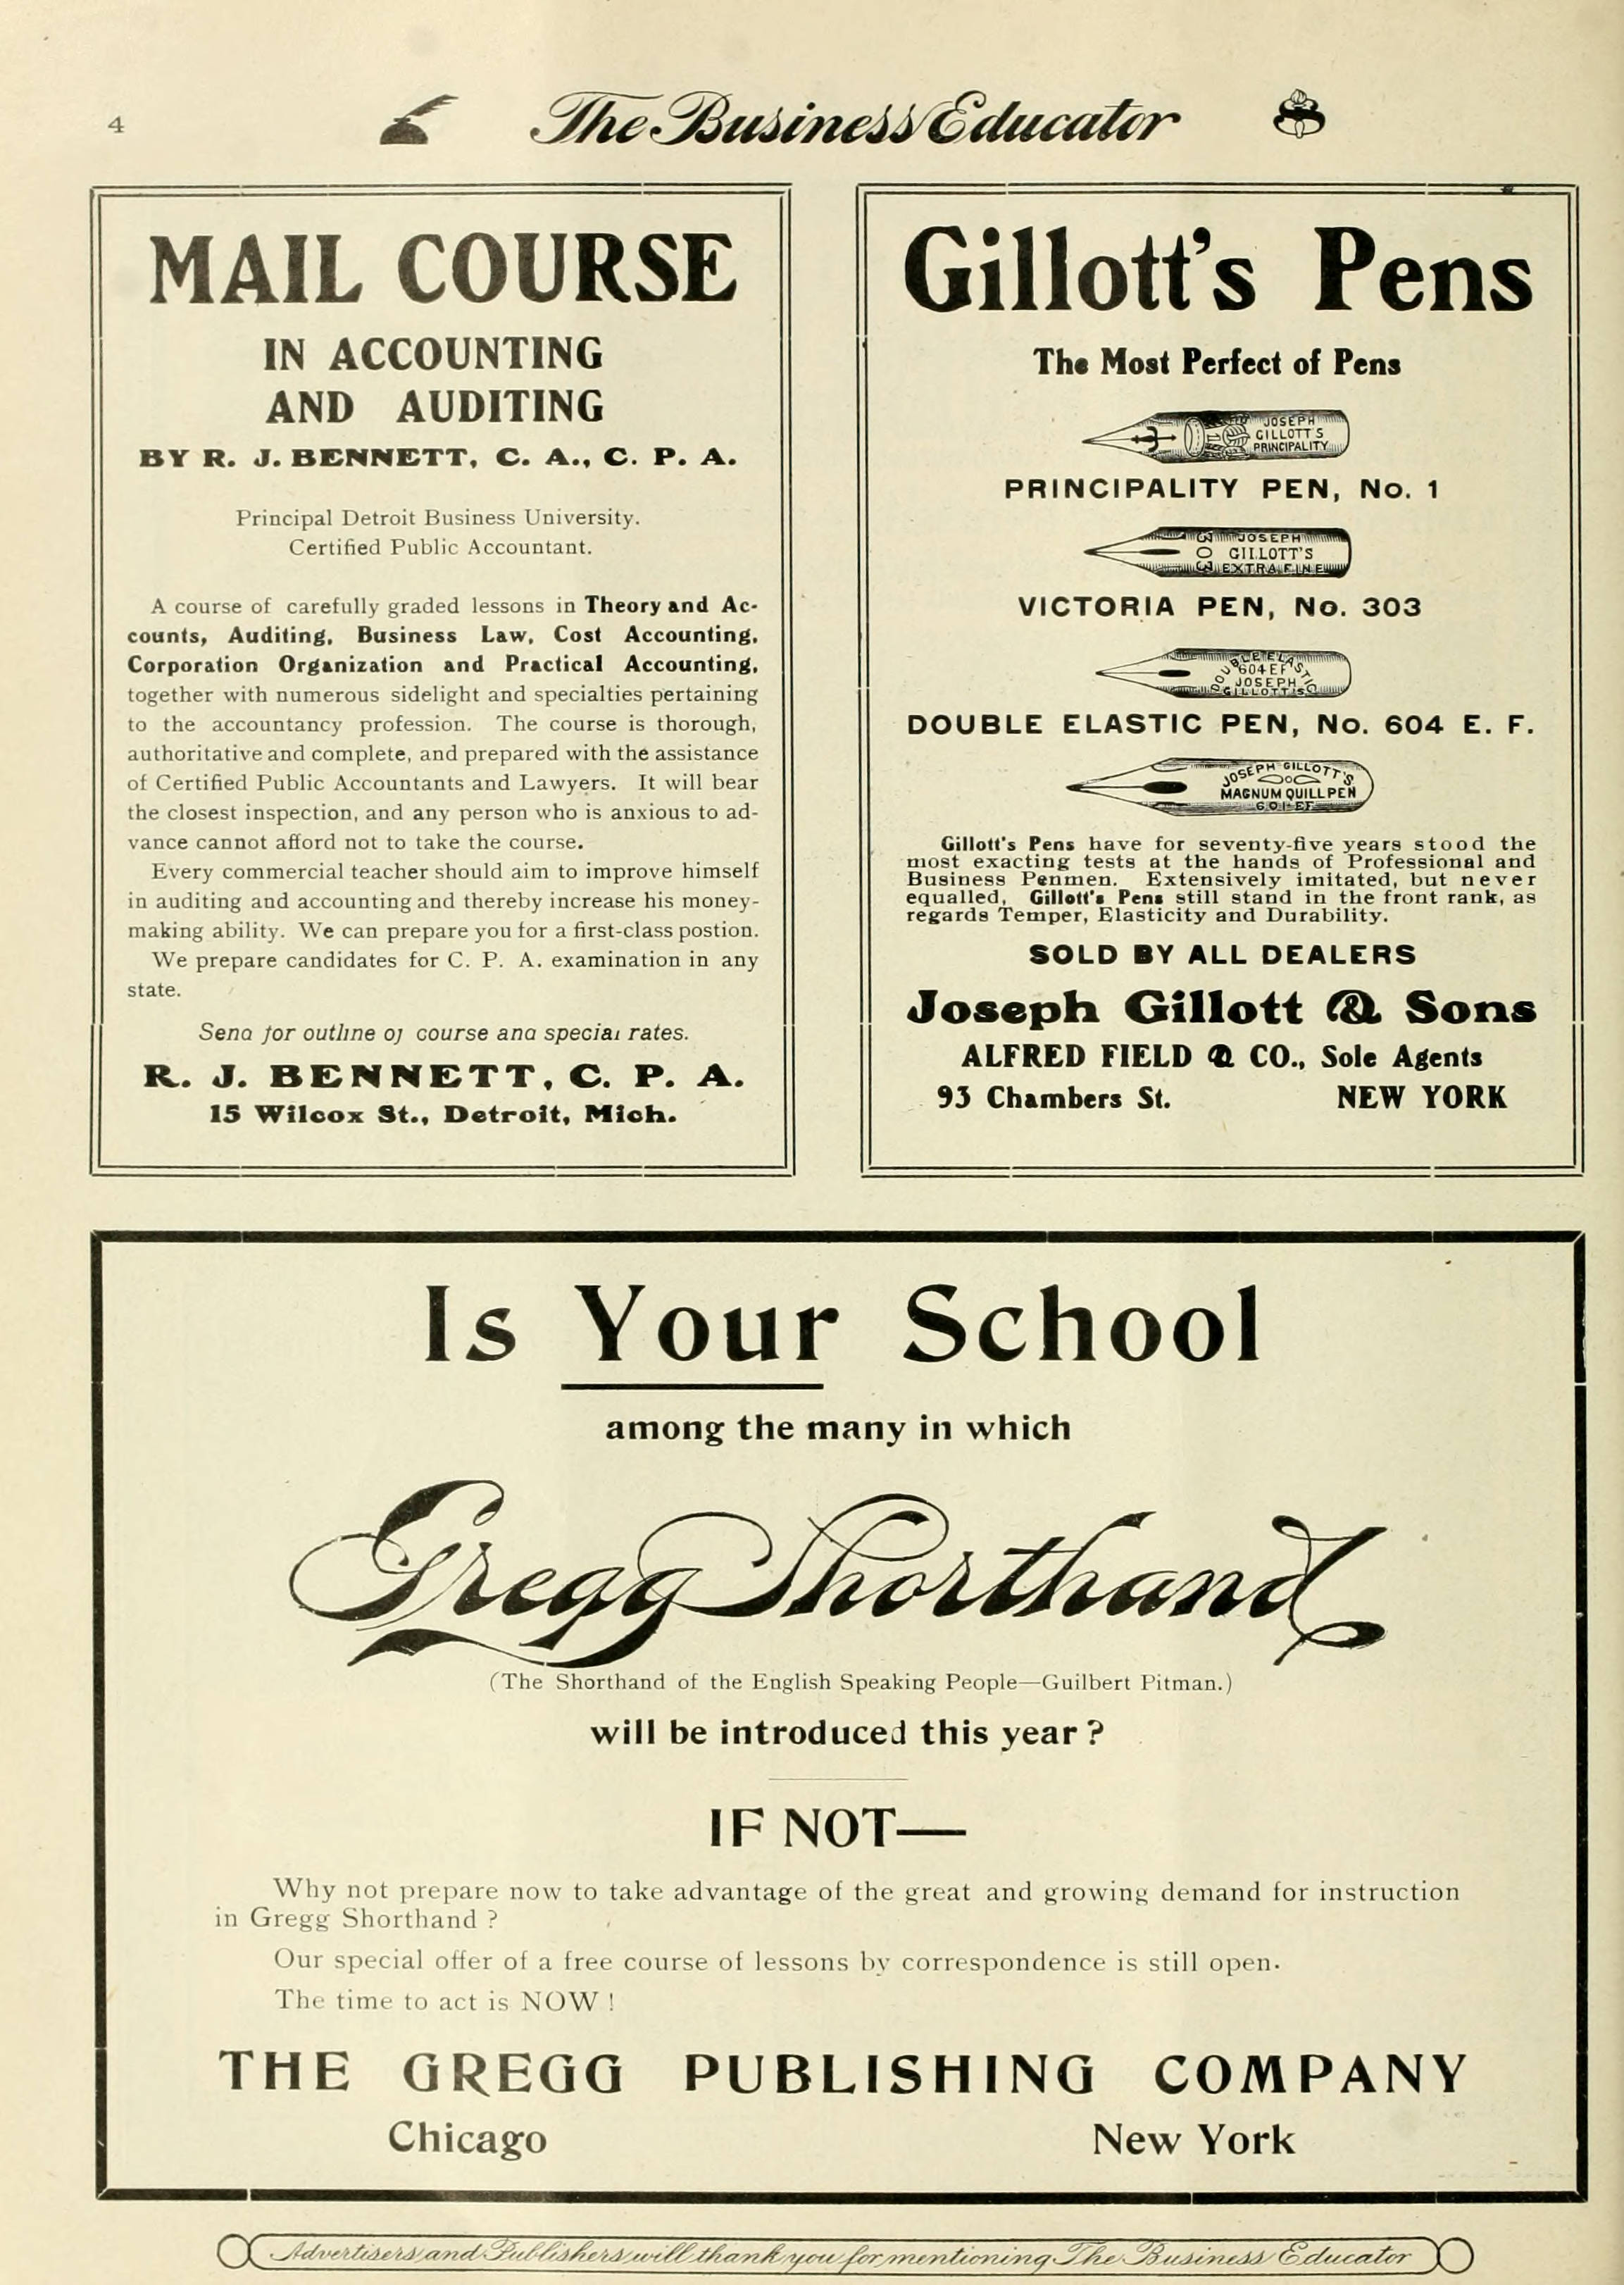 4
The Business Educator
MAIL COURSE
IN ACCOUNTING
AND AUDITING
BY R. J. BENNETT, C. A., C. P. A.
Principal Detroit Business University.
Certified Public Accountant.
A course of carefully graded lessons in Theory and Ac-
counts, Auditing, Business Law, Cost Accounting,
Corporation Organization and Practical Accounting,
together with numerous sidelight and specialties pertaining
to the accountancy profession. The course is thorough,
authoritative and complete, and prepared with the assistance
of Certified Public Accountants and Lawyers. It will bear
the closest inspection, and any person who is anxious to ad-
vance cannot afford not to take the course.
Every commercial teacher should aim to improve himself
in auditing and accounting and thereby increase his money-
making ability. We can prepare you for a first-class postion.
We prepare candidates for C. P. A. examination in any
state.
Send for outline of course and special rates.
R. J. BENNETT, C. P. A.
15 Wilcox St., Detroit, Mich.
Gillott's Pens
The Most Perfect of Pens
JOSEPH
GILLOTT'S
PRINCIPALITY
PRINCIPALITY PEN, No. 1
303
JOSEPH
GILLOTT'S
EXTRA FINE
VICTORIA PEN, No. 303
DOUBLE ELASTIC
604 EF
JOSEPH
GILLOTT'S
DOUBLE ELASTIC PEN, No. 604 E. F.
JOSEPH GILLOTT'S
MAGNUM QUILL PEN
601 EF
Gillott's Pens have for seventy-five years stood the
most exacting tests at the hands of Professional and
Business Penmen. Extensively imitated, but never
equalled, Gillott's Pens still stand in the front rank, as
regards Temper, Elasticity and Durability.
SOLD BY ALL DEALERS
Joseph Gillott & Sons
ALFRED FIELD & CO., Sole Agents
93 Chambers St. NEW YORK
Is Your School
among the many in which
Gregg Shorthand
(The Shorthand of the English Speaking People—Guilbert Pitman.)
will be introduced this year?
IF NOT—
Why not prepare now to take advantage of the great and growing demand for instruction
in Gregg Shorthand?
Our special offer of a free course of lessons by correspondence is still open.
The time to act is NOW!
THE GREGG PUBLISHING COMPANY
Chicago New York
Advertisers and Publishers will thank you for mentioning The Business Educator